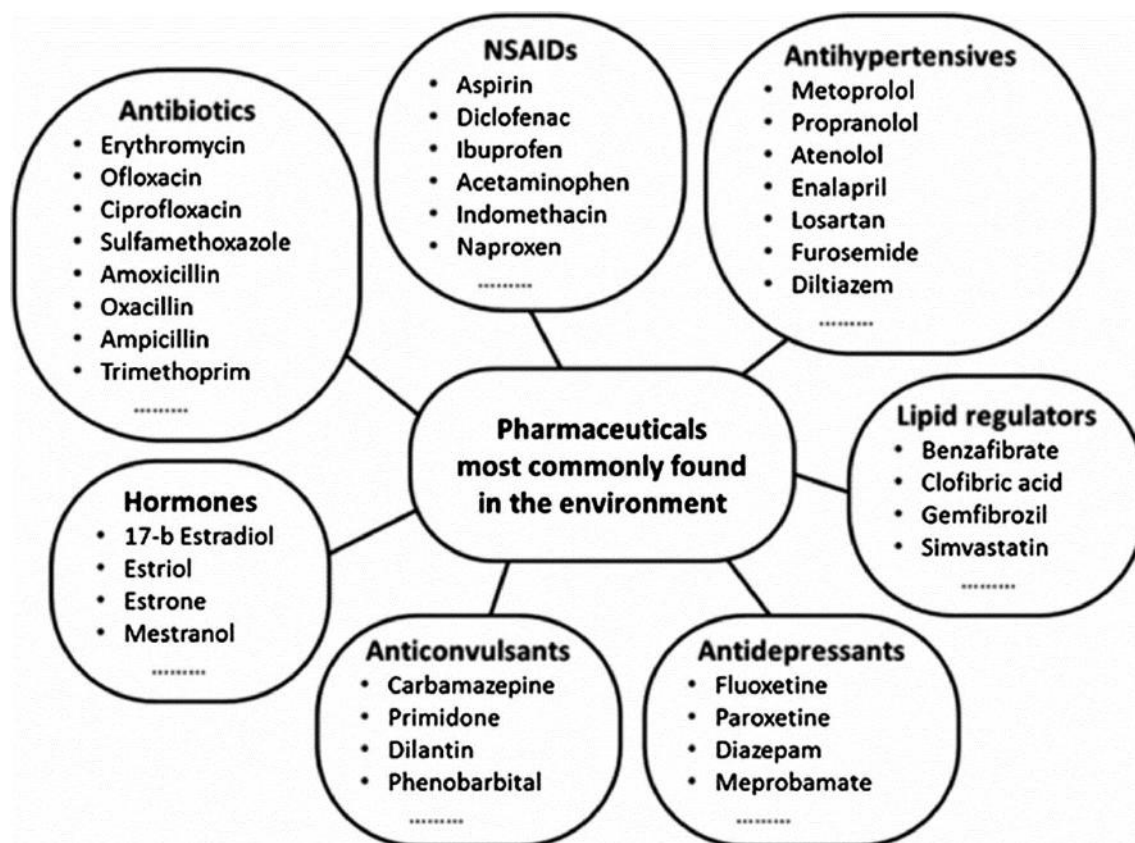 NSAIDs
• Aspirin
• Diclofenac
• Ibuprofen
• Acetaminophen
• Indomethacin
• Naproxen
.........
Antihypertensives
• Metoprolol
• Propranolol
• Atenolol
• Enalapril
• Losartan
• Furosemide
• Diltiazem
.........
Antibiotics
• Erythromycin
• Ofloxacin
• Ciprofloxacin
• Sulfamethoxazole
• Amoxicillin
• Oxacillin
• Ampicillin
• Trimethoprim
.........
Pharmaceuticals
most commonly found
in the environment
Lipid regulators
• Benzafibrate
• Clofibric acid
• Gemfibrozil
• Simvastatin
.........
Hormones
• 17-b Estradiol
• Estriol
• Estrone
• Mestranol
.........
Anticonvulsants
• Carbamazepine
• Primidone
• Dilantin
• Phenobarbital
.........
Antidepressants
• Fluoxetine
• Paroxetine
• Diazepam
• Meprobamate
.........